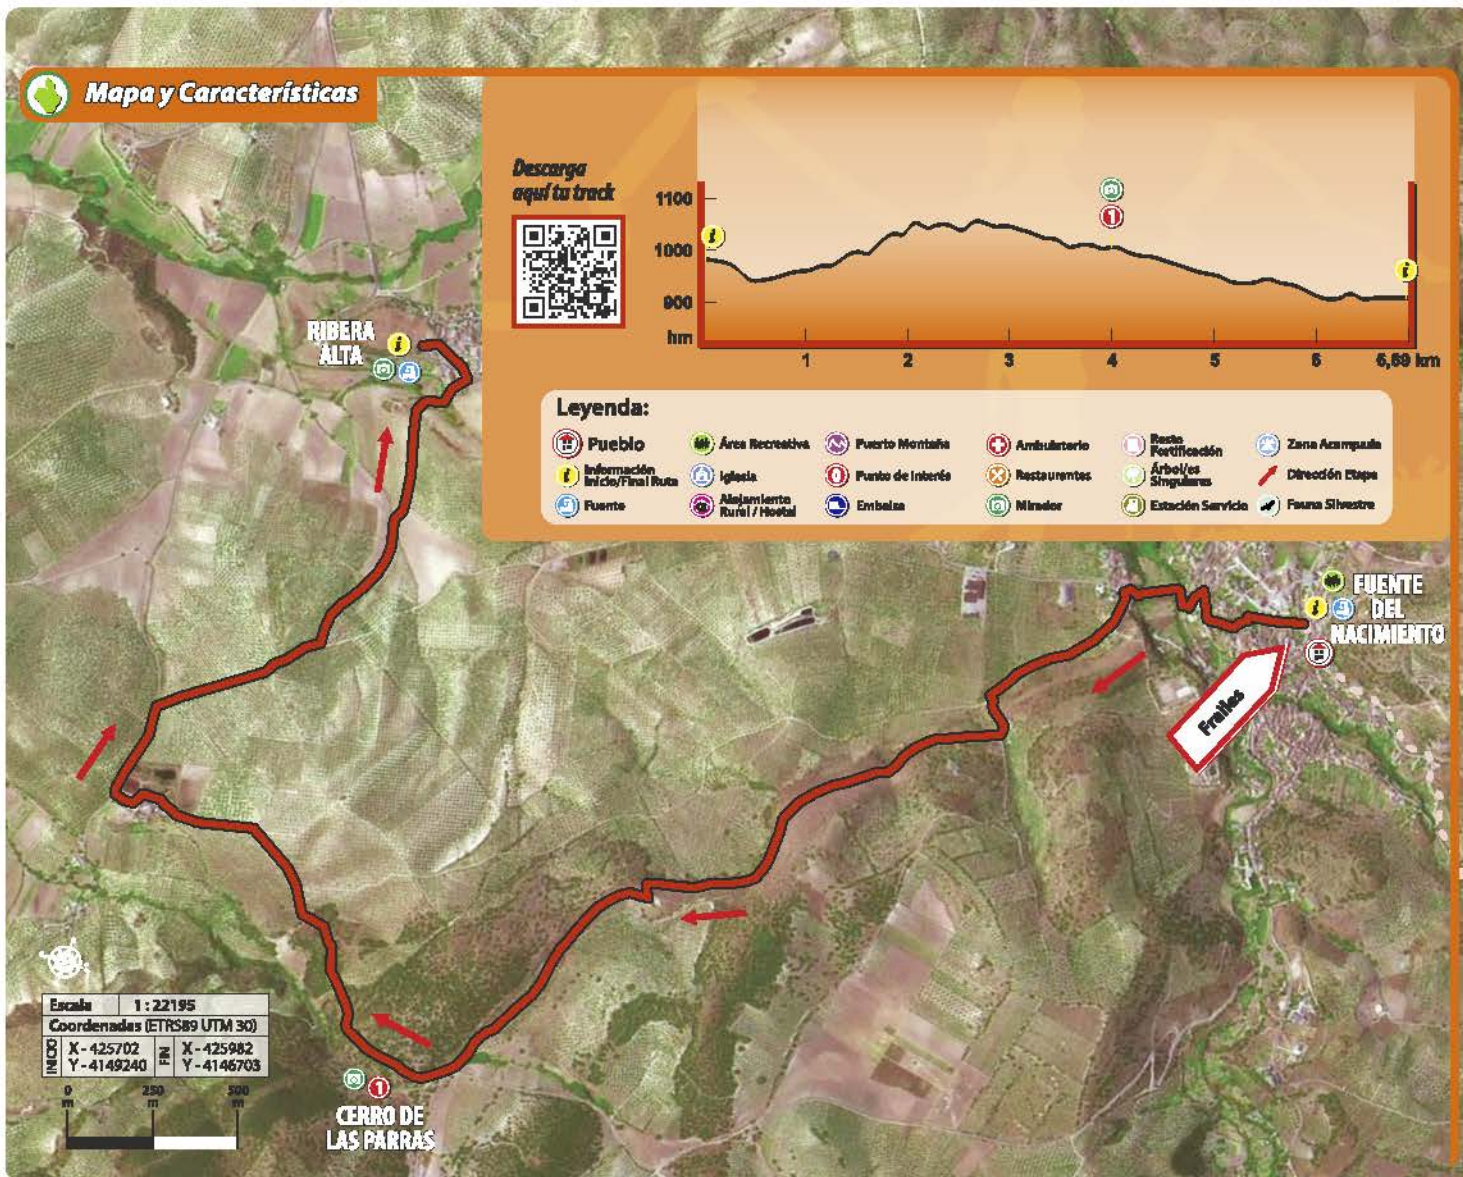 Mapa y Características
Descarga
aquí tu track
1100
1000
900
hm
1
2
3
4
5
6
6,69 km
1
Leyenda:
Pueblo
Área Recreativa
Puerto Montaña
Ambulatorio
Resto
Fortificación
Zona Acampada
Información
Inicio/Final Ruta
Iglesia
Punto de Interés
Restaurantes
Árbol/es
Singulares
Dirección Etapa
Fuente
Alojamiento
Rural / Hostal
Embalse
Mirador
Estación Servicio
Fauna Silvestre
RIBERA
ALTA
FUENTE
DEL
NACIMIENTO
Frailes
Escala 1 : 22195
Coordenadas (ETRS89 UTM 30)
INICIO X - 425702 FIN X - 425982
Y - 4149240 Y - 4146703
0 m 250 m 500 m
1
CERRO DE
LAS PARRAS